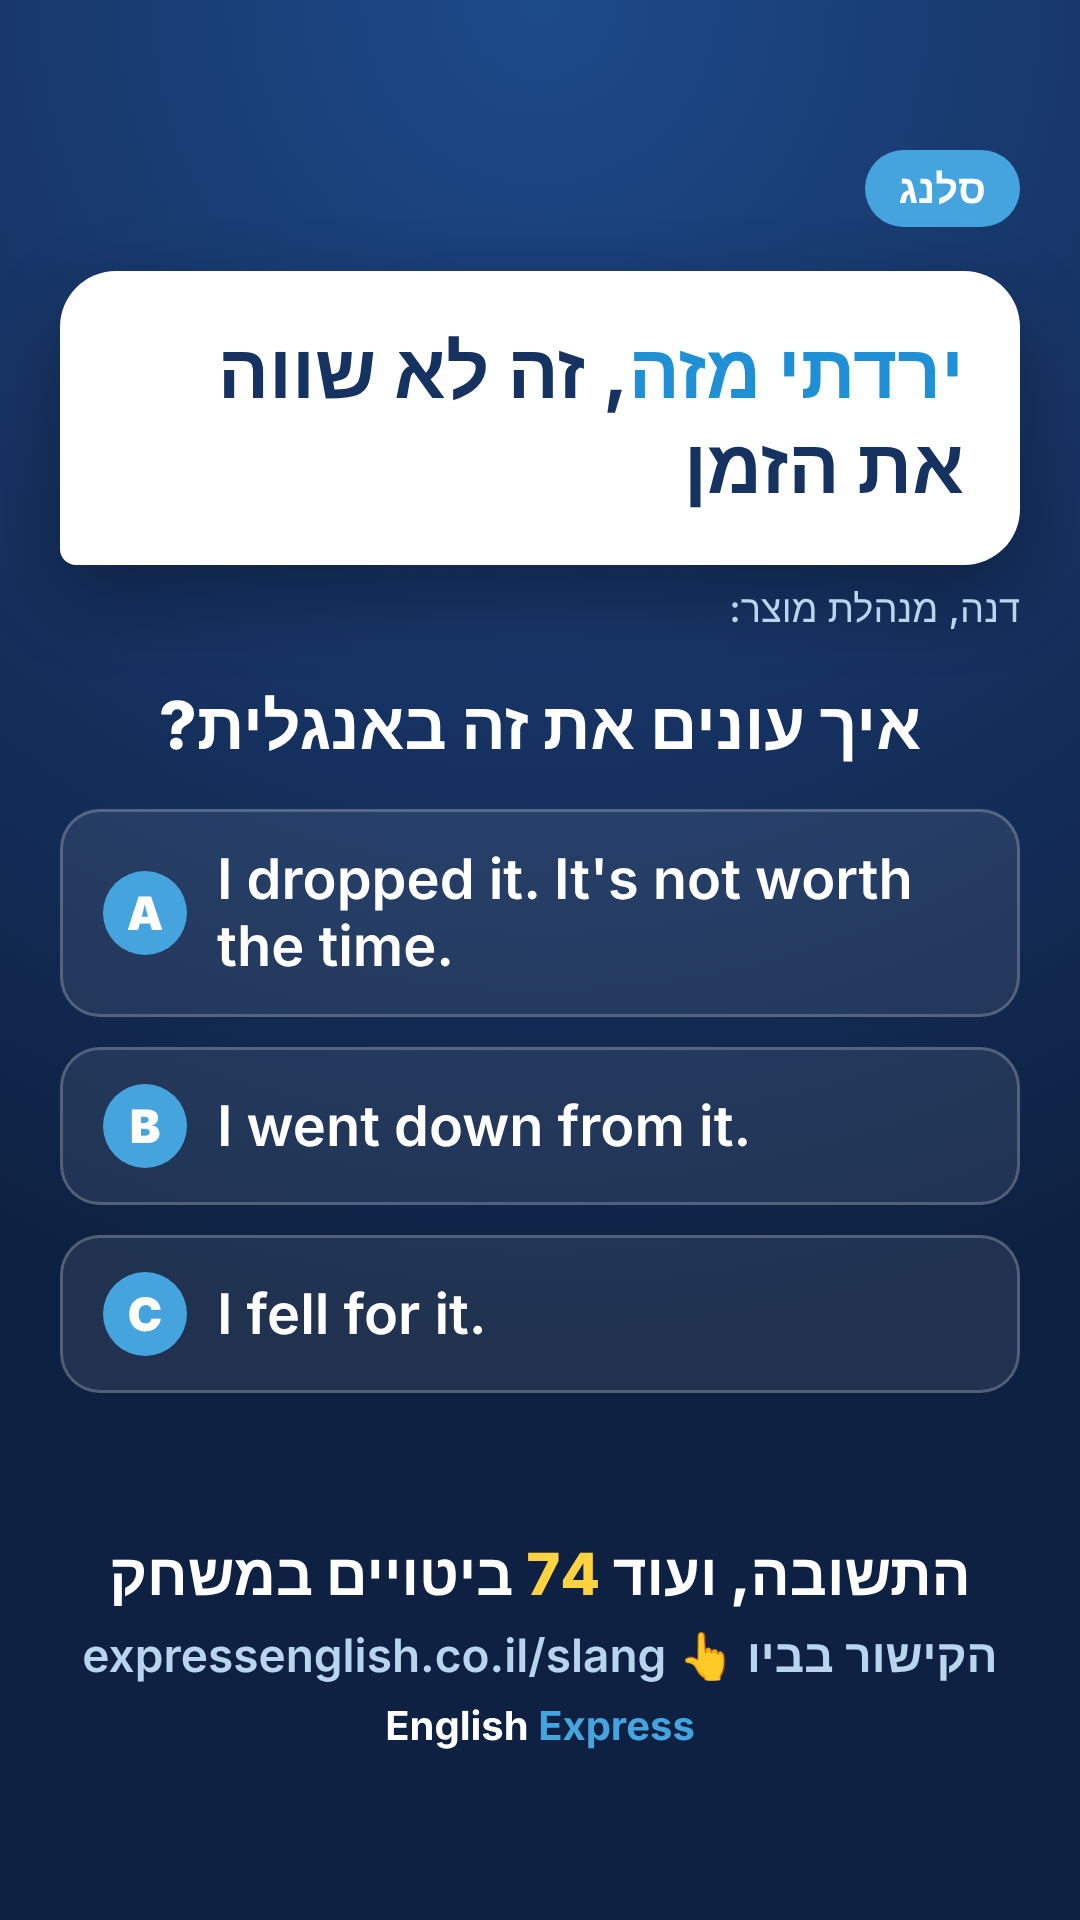 סלנג
ירדתי מזה, זה לא שווה
את הזמן
דנה, מנהלת מוצר:
איך עונים את זה באנגלית?
A I dropped it. It's not worth
the time.
B I went down from it.
C I fell for it.
התשובה, ועוד 74 ביטויים במשחק
הקישור בביו 👆 expressenglish.co.il/slang
English Express